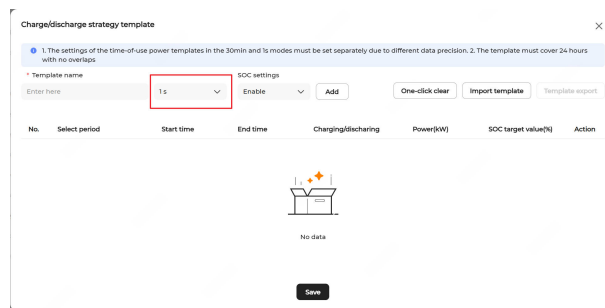 Charge/discharge strategy template
1. The settings of the time-of-use power templates in the 30min and 1s modes must be set separately due to different data precision. 2. The template must cover 24 hours
with no overlaps
* Template name SOC settings
Enter here 1 s Enable Add One-click clear Import template Template export
No. Select period Start time End time Charging/discharing Power(kW) SOC target value(%) Action
No data
Save